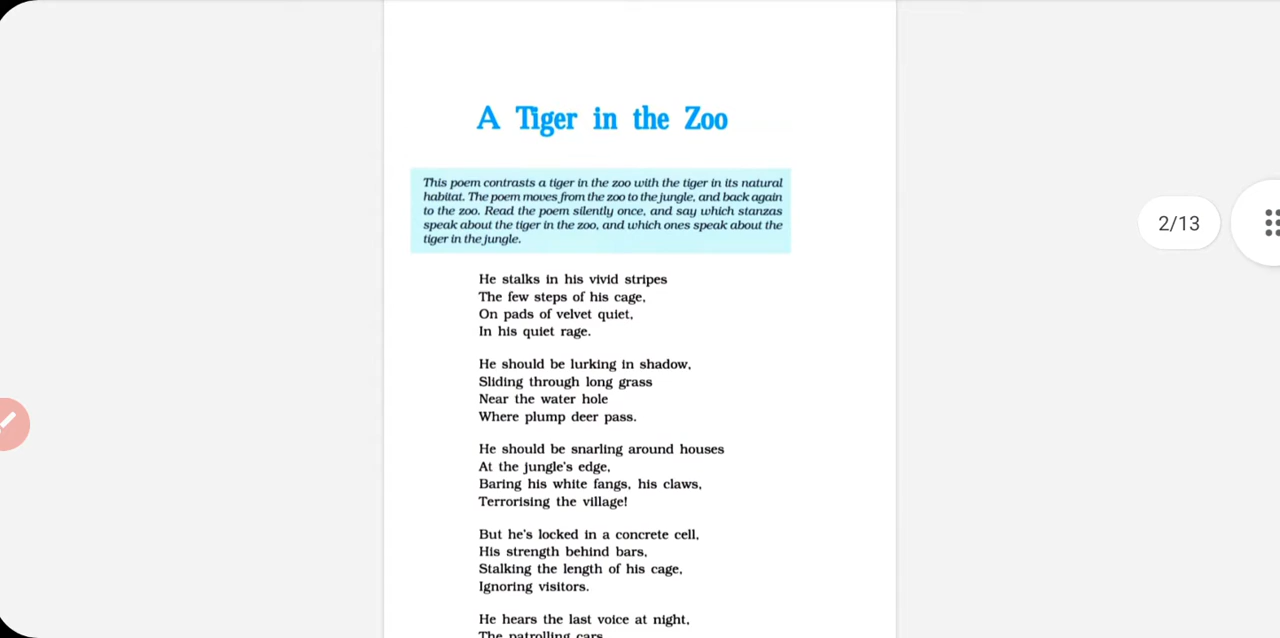 A Tiger in the Zoo
This poem contrasts a tiger in the zoo with the tiger in its natural
habitat. The poem moves from the zoo to the jungle, and back again
to the zoo. Read the poem silently once, and say which stanzas
speak about the tiger in the zoo, and which ones speak about the
tiger in the jungle.
2/13
He stalks in his vivid stripes
The few steps of his cage,
On pads of velvet quiet,
In his quiet rage.
He should be lurking in shadow,
Sliding through long grass
Near the water hole
Where plump deer pass.
He should be snarling around houses
At the jungle's edge,
Baring his white fangs, his claws,
Terrorising the village!
But he's locked in a concrete cell,
His strength behind bars,
Stalking the length of his cage,
Ignoring visitors.
He hears the last voice at night,
The patrolling cars